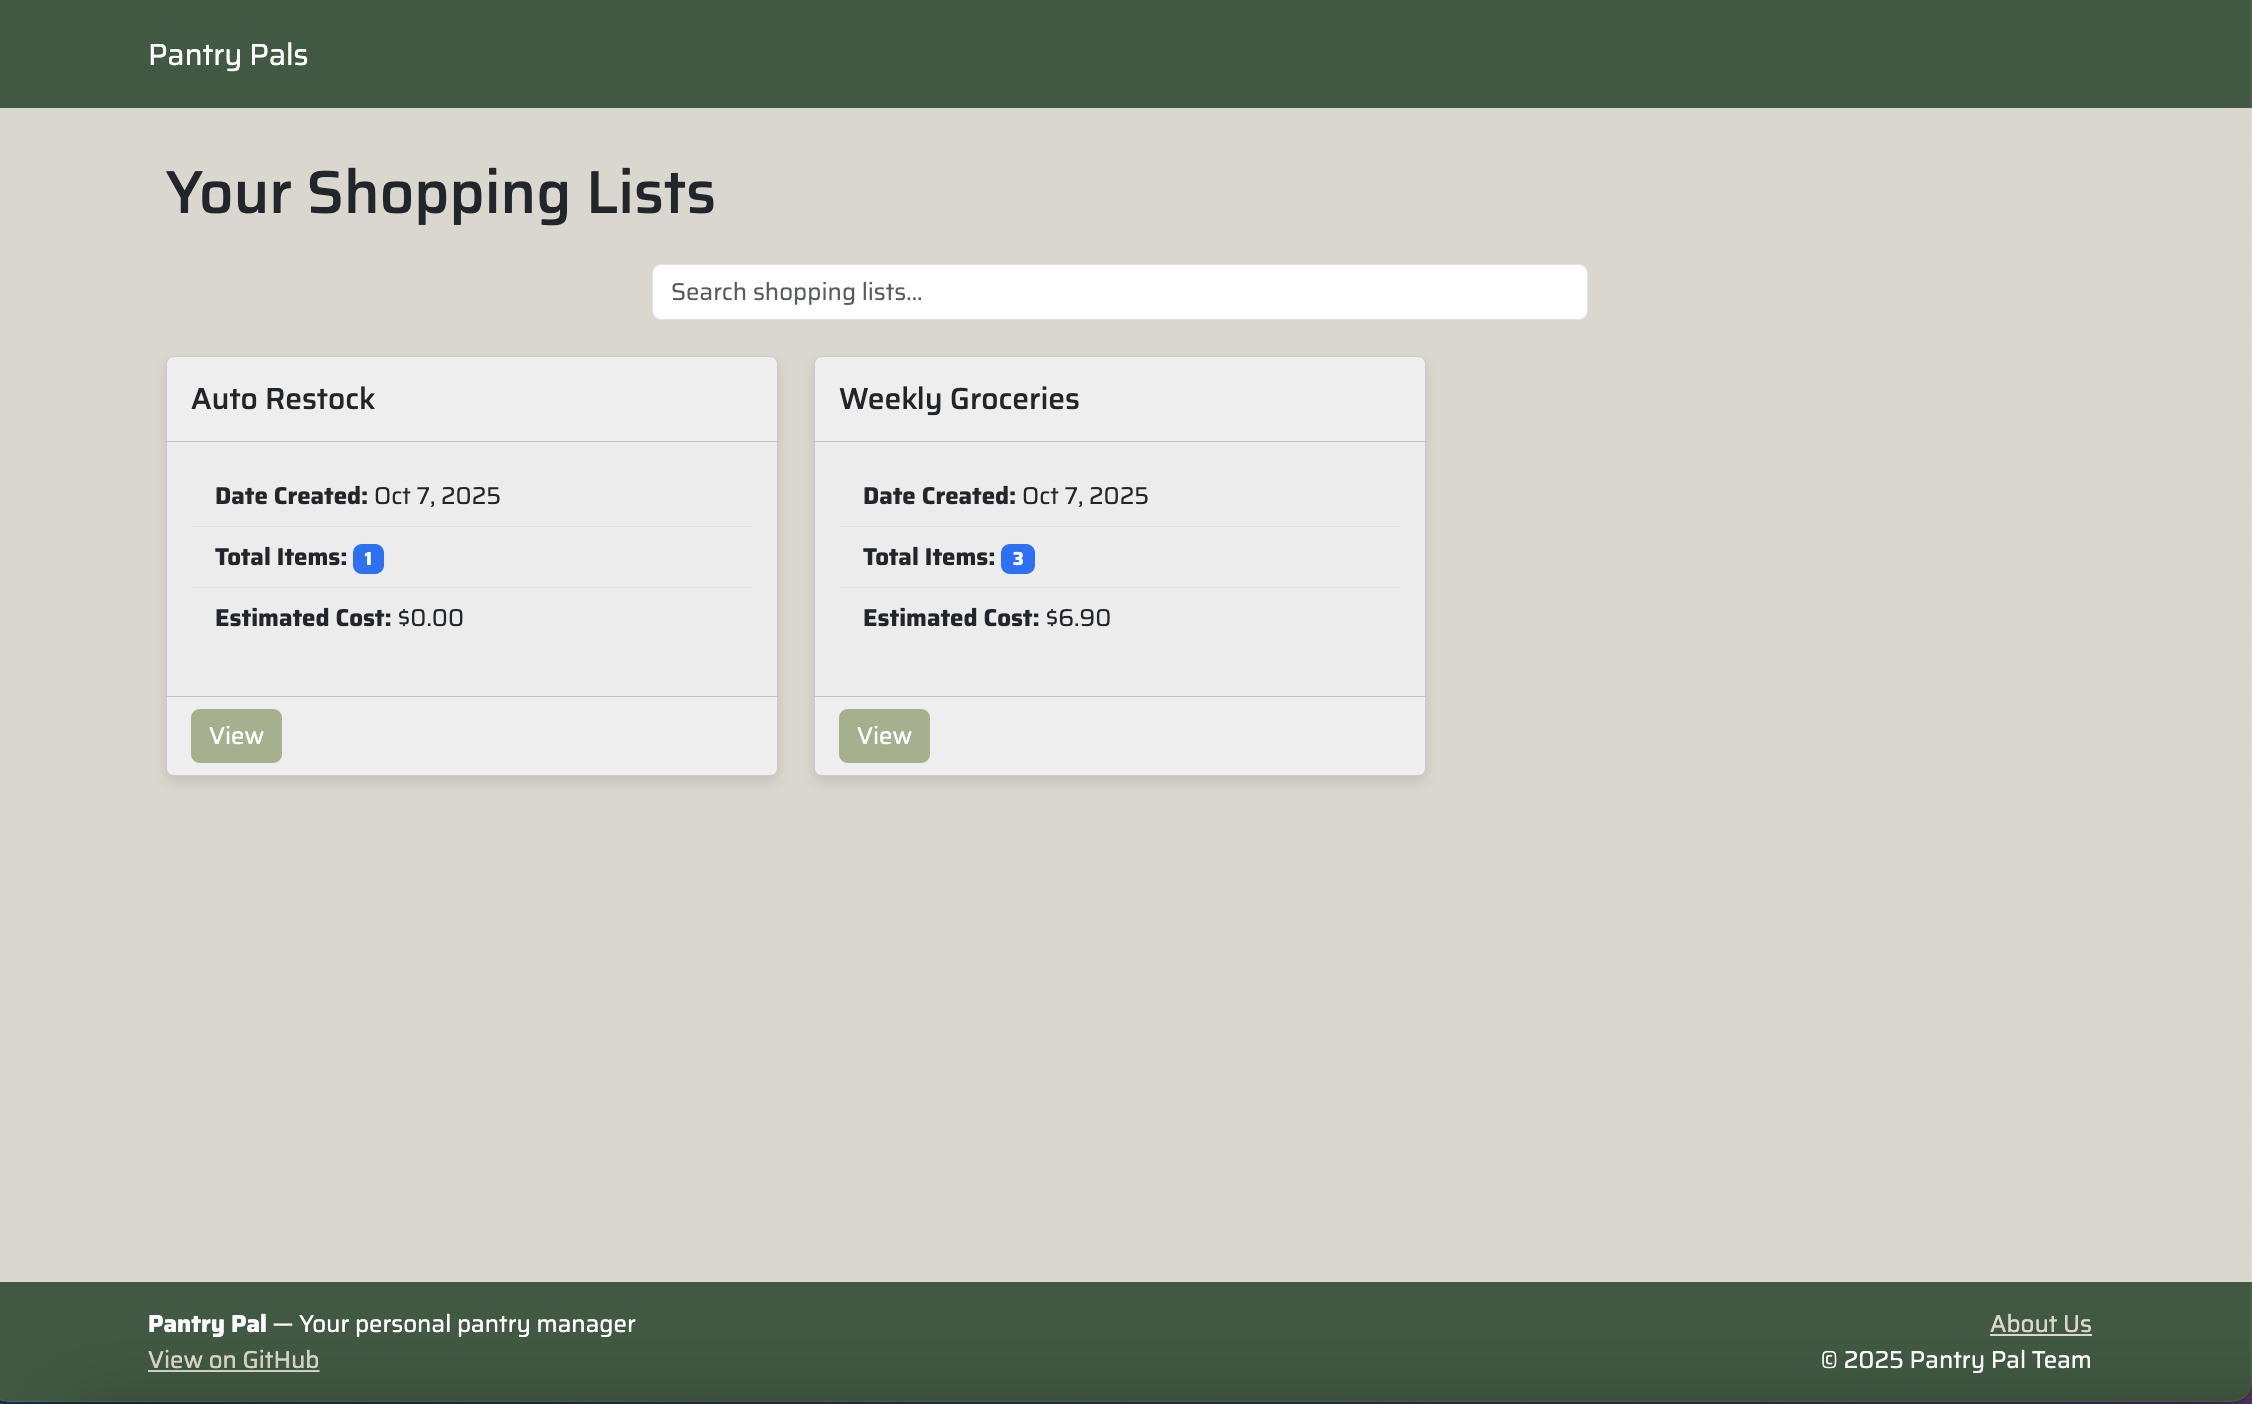 Pantry Pals
Your Shopping Lists
Search shopping lists...
Auto Restock
Date Created: Oct 7, 2025
Total Items: 1
Estimated Cost: $0.00
View
Weekly Groceries
Date Created: Oct 7, 2025
Total Items: 3
Estimated Cost: $6.90
View
Pantry Pal — Your personal pantry manager
View on GitHub
About Us
© 2025 Pantry Pal Team